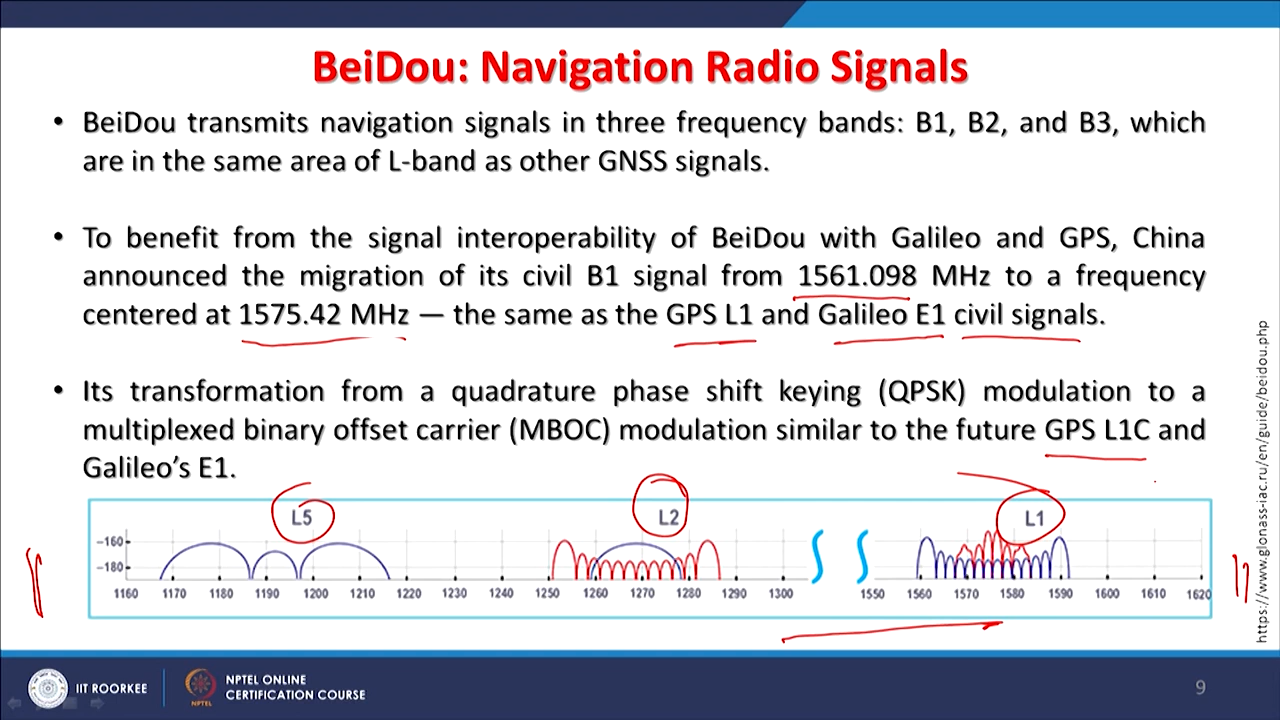 BeiDou: Navigation Radio Signals
• BeiDou transmits navigation signals in three frequency bands: B1, B2, and B3, which
are in the same area of L-band as other GNSS signals.
• To benefit from the signal interoperability of BeiDou with Galileo and GPS, China
announced the migration of its civil B1 signal from 1561.098 MHz to a frequency
centered at 1575.42 MHz — the same as the GPS L1 and Galileo E1 civil signals.
• Its transformation from a quadrature phase shift keying (QPSK) modulation to a
multiplexed binary offset carrier (MBOC) modulation similar to the future GPS L1C and
Galileo's E1.
L5 L2 L1
-160
-180
1160 1170 1180 1190 1200 1210 1220 1230 1240 1250 1260 1270 1280 1290 1300 1550 1560 1570 1580 1590 1600 1610 1620
https://www.glonass-iac.ru/en/guide/beidou.php
IIT ROORKEE
NPTEL ONLINE
CERTIFICATION COURSE
NPTEL
9